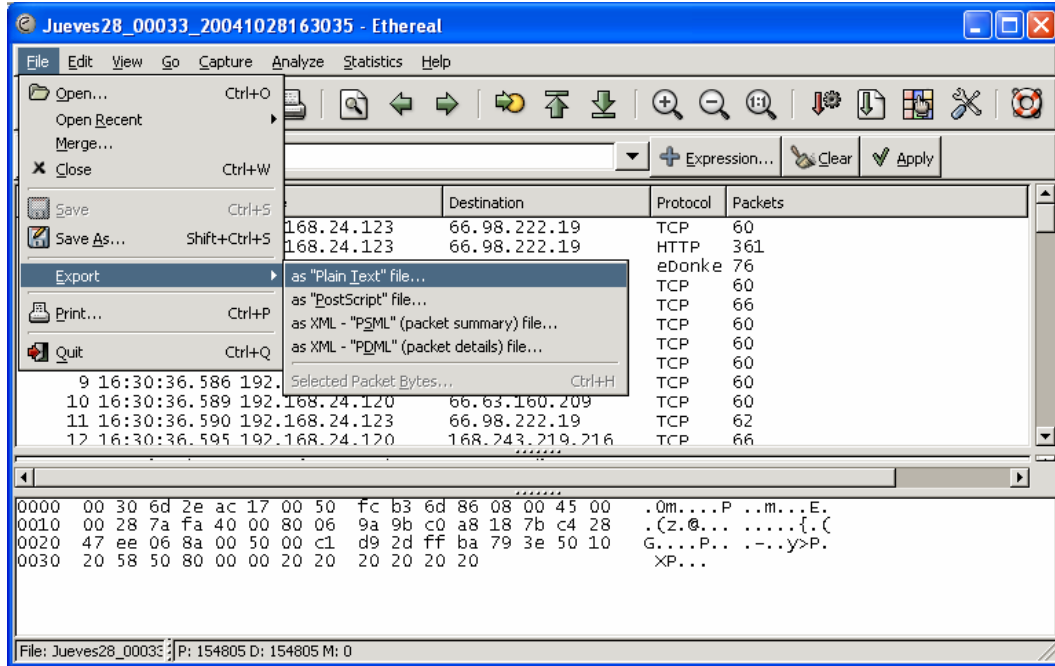 Jueves28_00033_20041028163035 - Ethereal
File Edit View Go Capture Analyze Statistics Help
Open... Ctrl+O
Open Recent
Merge...
Close Ctrl+W
Save Ctrl+S
Save As... Shift+Ctrl+S
Export
Print... Ctrl+P
Quit Ctrl+Q
as "Plain Text" file...
as "PostScript" file...
as XML - "PSML" (packet summary) file...
as XML - "PDML" (packet details) file...
Selected Packet Bytes... Ctrl+H
Expression... Clear Apply
Destination Protocol Packets
168.24.123 66.98.222.19 TCP 60
168.24.123 66.98.222.19 HTTP 361
eDonke 76
TCP 60
TCP 66
TCP 60
TCP 60
TCP 60
9 16:30:36.586 192. TCP 60
10 16:30:36.589 192.168.24.120 66.63.160.209 TCP 60
11 16:30:36.590 192.168.24.123 66.98.222.19 TCP 62
12 16:30:36.595 192.168.24.120 168.243.219.216 TCP 66
0000 00 30 6d 2e ac 17 00 50 fc b3 6d 86 08 00 45 00 .0m....P ..m...E.
0010 00 28 7a fa 40 00 80 06 9a 9b c0 a8 18 7b c4 28 .(z.@... .....{.(
0020 47 ee 06 8a 00 50 00 c1 d9 2d ff ba 79 3e 50 10 G....P.. .-..y>P.
0030 20 58 50 80 00 00 20 20 20 20 20 20 XP...
File: Jueves28_00033 P: 154805 D: 154805 M: 0